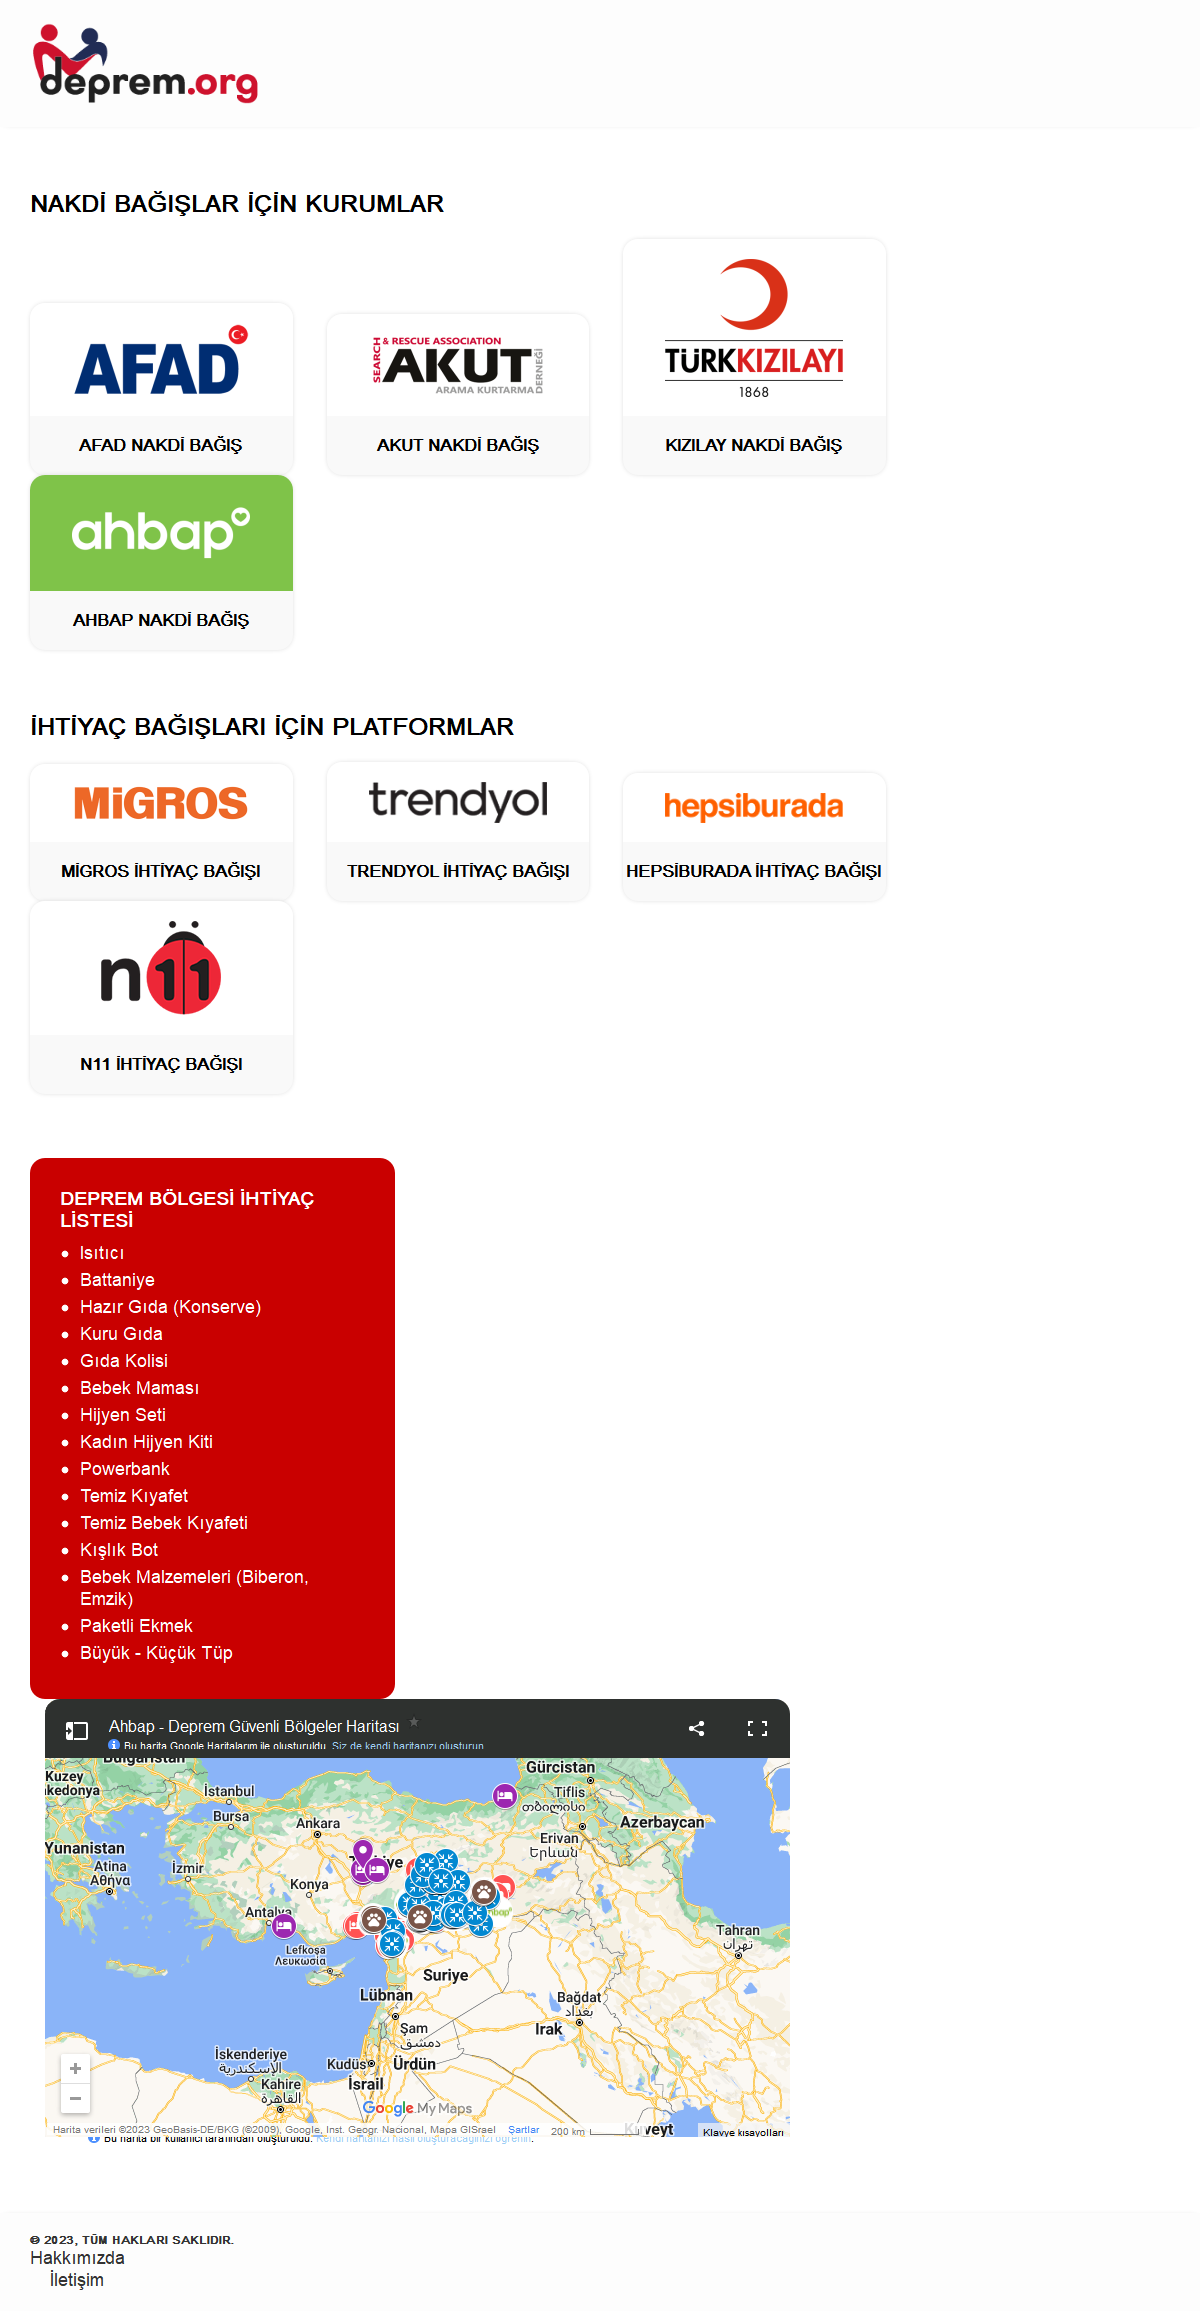 deprem.org
NAKDİ BAĞIŞLAR İÇİN KURUMLAR
AFAD
AFAD NAKDİ BAĞIŞ
SEARCH & RESCUE ASSOCIATION
AKUT
ARAMA KURTARMA DERNEĞİ
AKUT NAKDİ BAĞIŞ
TÜRKKIZILAYI
1868
KIZILAY NAKDİ BAĞIŞ
ahbap
AHBAP NAKDİ BAĞIŞ
İHTİYAÇ BAĞIŞLARI İÇİN PLATFORMLAR
MiGROS
MİGROS İHTİYAÇ BAĞIŞI
trendyol
TRENDYOL İHTİYAÇ BAĞIŞI
hepsiburada
HEPSİBURADA İHTİYAÇ BAĞIŞI
n11
N11 İHTİYAÇ BAĞIŞI
DEPREM BÖLGESİ İHTİYAÇ
LİSTESİ
Isıtıcı
Battaniye
Hazır Gıda (Konserve)
Kuru Gıda
Gıda Kolisi
Bebek Maması
Hijyen Seti
Kadın Hijyen Kiti
Powerbank
Temiz Kıyafet
Temiz Bebek Kıyafeti
Kışlık Bot
Bebek Malzemeleri (Biberon,
Emzik)
Paketli Ekmek
Büyük - Küçük Tüp
Ahbap - Deprem Güvenli Bölgeler Haritası
Bu harita Google Haritalarım ile oluşturuldu. Siz de kendi haritanızı oluşturun.
Bulgaristan
Kuzey
Gürcistan
İstanbul
Tiflis
თბილისი
Bursa
Ankara
Azerbaycan
Erivan
Երևան
Yunanistan
Atina
Αθήνα
İzmir
Konya
Antalya
Tahran
تهران
Lefkoşa
Λευκωσία
Suriye
Lübnan
Bağdat
بغداد
Irak
Şam
دمشق
İskenderiye
الإسكندرية
Kudüs
Ürdün
Kahire
القاهرة
İsrail
Google My Maps
Harita verileri ©2023 GeoBasis-DE/BKG (©2009), Google, Inst. Geogr. Nacional, Mapa GISrael Şartlar 200 km
Klavye kısayolları
Bu harita bir kullanıcı tarafından oluşturuldu. Kendi haritanızı nasıl oluşturacağınızı öğrenin.
© 2023, TÜM HAKLARI SAKLIDIR.
Hakkımızda
İletişim